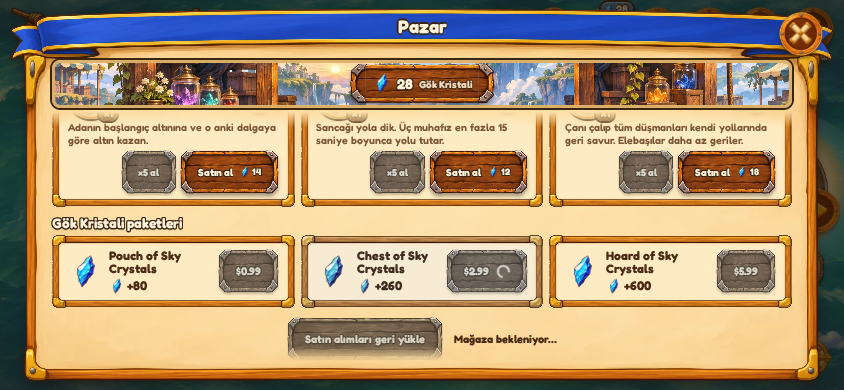 Pazar
28 Gök Kristali
Adanın başlangıç altınına ve o anki dalgaya
göre altın kazan.
x5 al
Satın al 14
Sancağı yola dik. Üç muhafız en fazla 15
saniye boyunca yolu tutar.
x5 al
Satın al 12
Çanı çalıp tüm düşmanları kendi yollarında
geri savur. Elebaşılar daha az geriler.
x5 al
Satın al 18
Gök Kristali paketleri
Pouch of Sky
Crystals
+80
$0.99
Chest of Sky
Crystals
+260
$2.99
Hoard of Sky
Crystals
+600
$5.99
Satın alımları geri yükle
Mağaza bekleniyor...